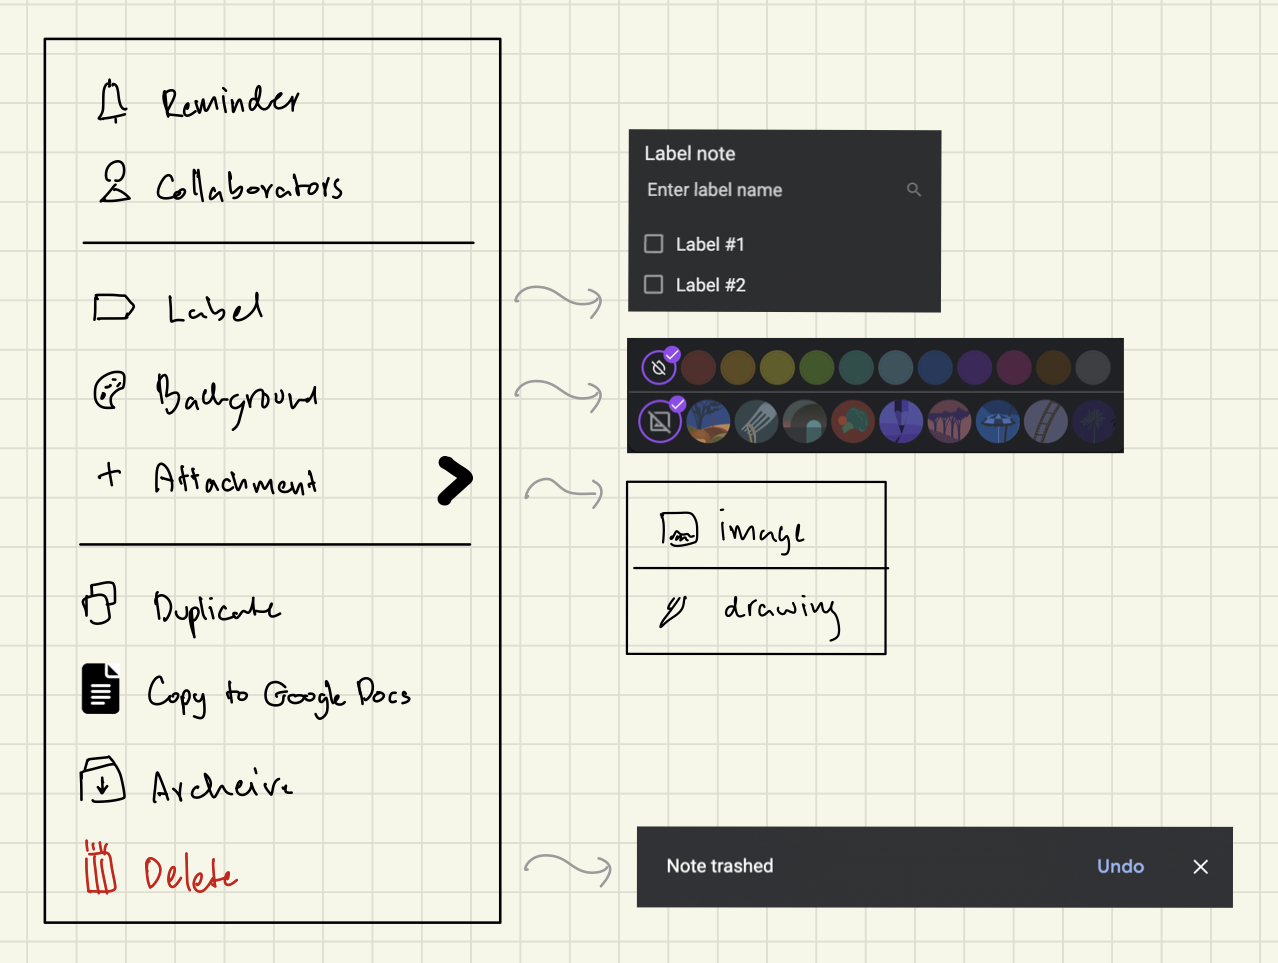 Reminder
Collaborators
Label
Background
+ Attachment
Duplicate
Copy to Google Docs
Archeive
Delete
Label note
Enter label name
Label #1
Label #2
image
drawing
Note trashed
Undo